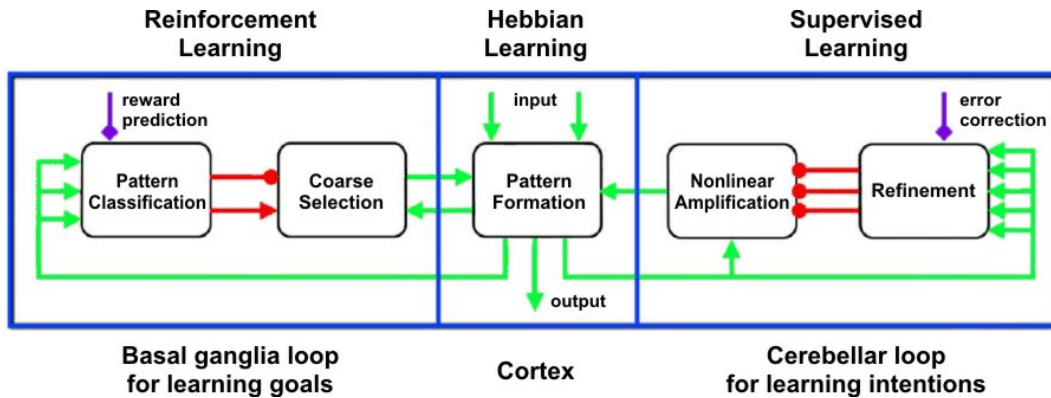 Reinforcement
Learning
Hebbian
Learning
Supervised
Learning
reward
prediction
input
error
correction
Pattern
Classification
Coarse
Selection
Pattern
Formation
Nonlinear
Amplification
Refinement
output
Basal ganglia loop
for learning goals
Cortex
Cerebellar loop
for learning intentions